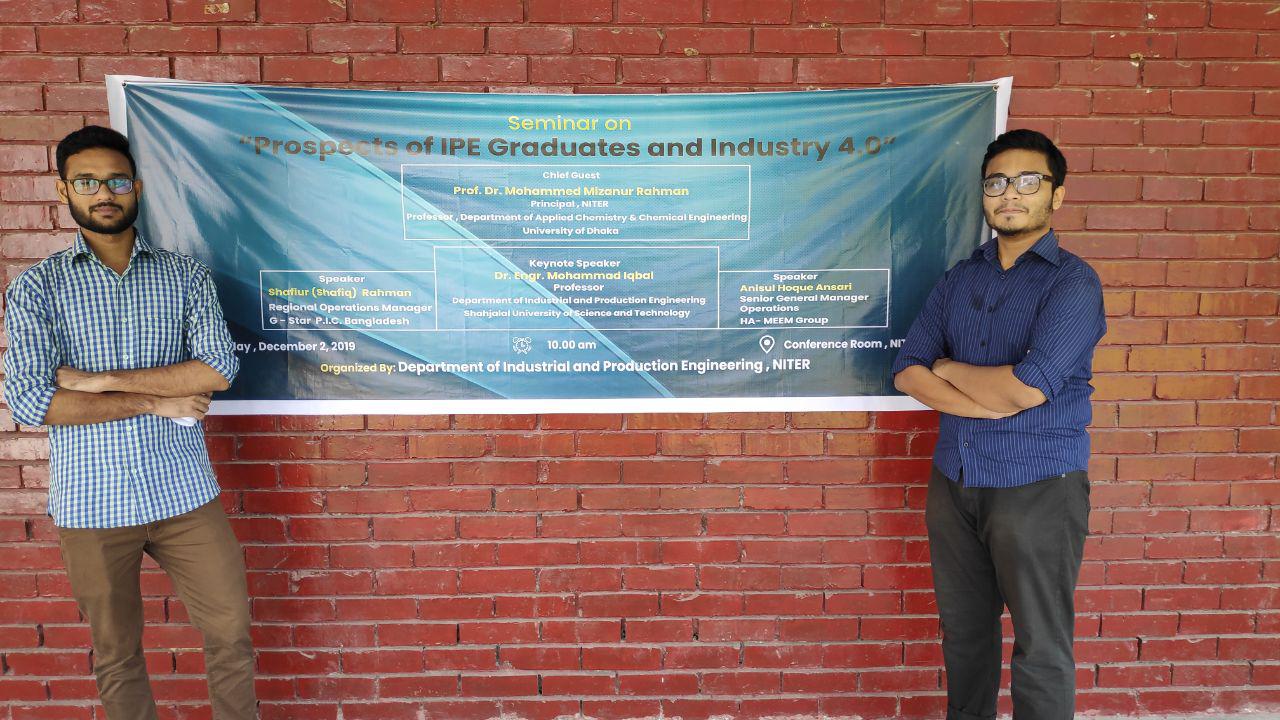 Seminar on
“Prospects of IPE Graduates and Industry 4.0”
Chief Guest
Prof. Dr. Mohammed Mizanur Rahman
Principal , NITER
Professor , Department of Applied Chemistry & Chemical Engineering
University of Dhaka
Keynote Speaker
Dr. Engr. Mohammad Iqbal
Professor
Department of Industrial and Production Engineering
Shahjalal University of Science and Technology
Speaker
Shafiur (Shafiq) Rahman
Regional Operations Manager
G - Star P.I.C. Bangladesh
Speaker
Anisul Hoque Ansari
Senior General Manager
Operations
HA- MEEM Group
day , December 2, 2019
10.00 am
Conference Room ,
Organized By: Department of Industrial and Production Engineering , NITER